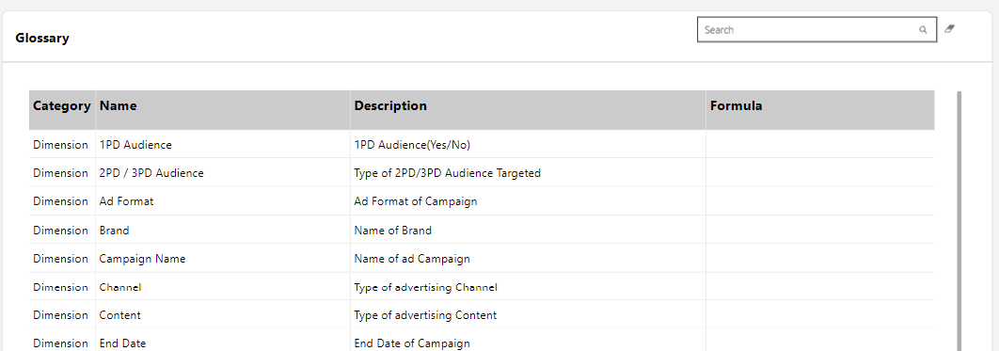 Glossary
Search
Category Name Description Formula
Dimension 1PD Audience 1PD Audience(Yes/No)
Dimension 2PD / 3PD Audience Type of 2PD/3PD Audience Targeted
Dimension Ad Format Ad Format of Campaign
Dimension Brand Name of Brand
Dimension Campaign Name Name of ad Campaign
Dimension Channel Type of advertising Channel
Dimension Content Type of advertising Content
Dimension End Date End Date of Campaign